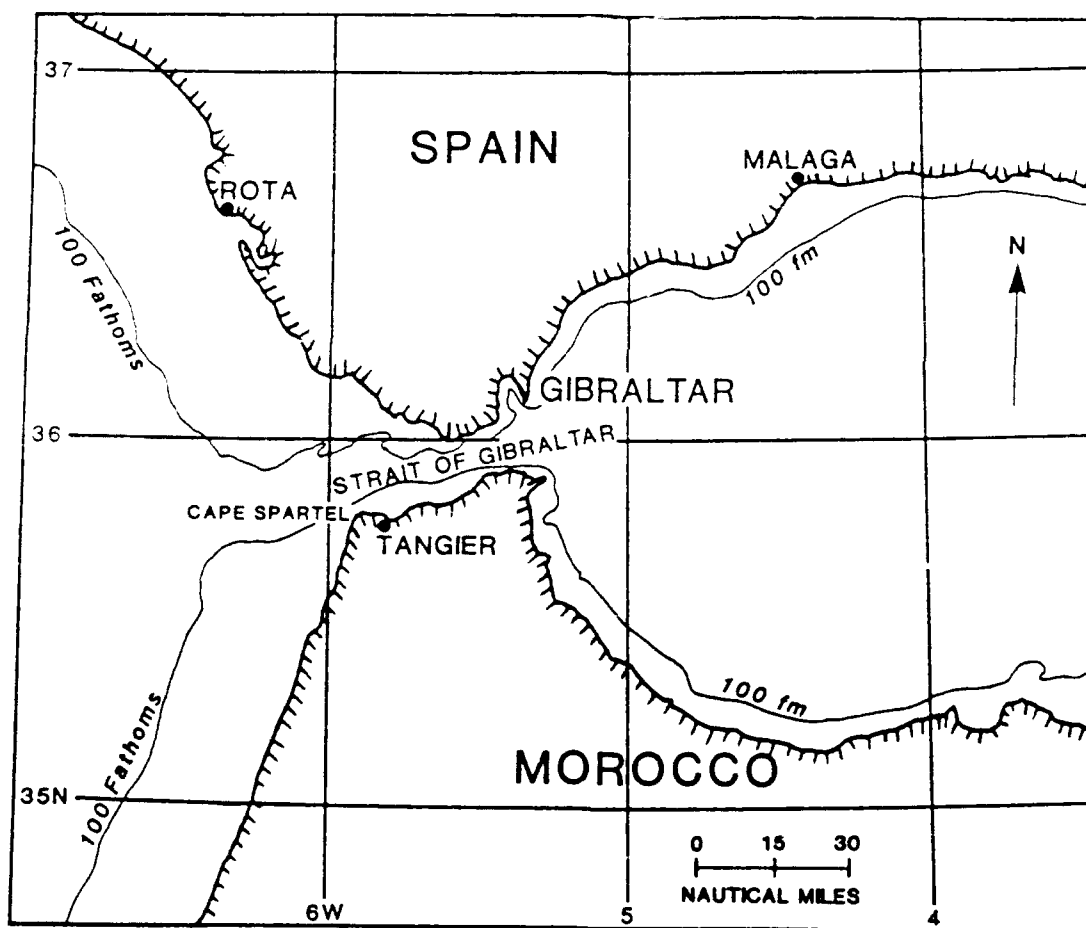 37
SPAIN
MALAGA
ROTA
100 Fathoms
100 fm
N
GIBRALTAR
36
STRAIT OF GIBRALTAR
CAPE SPARTEL
TANGIER
100 fm
100 Fathoms
MOROCCO
35N
0 15 30
NAUTICAL MILES
6W 5 4